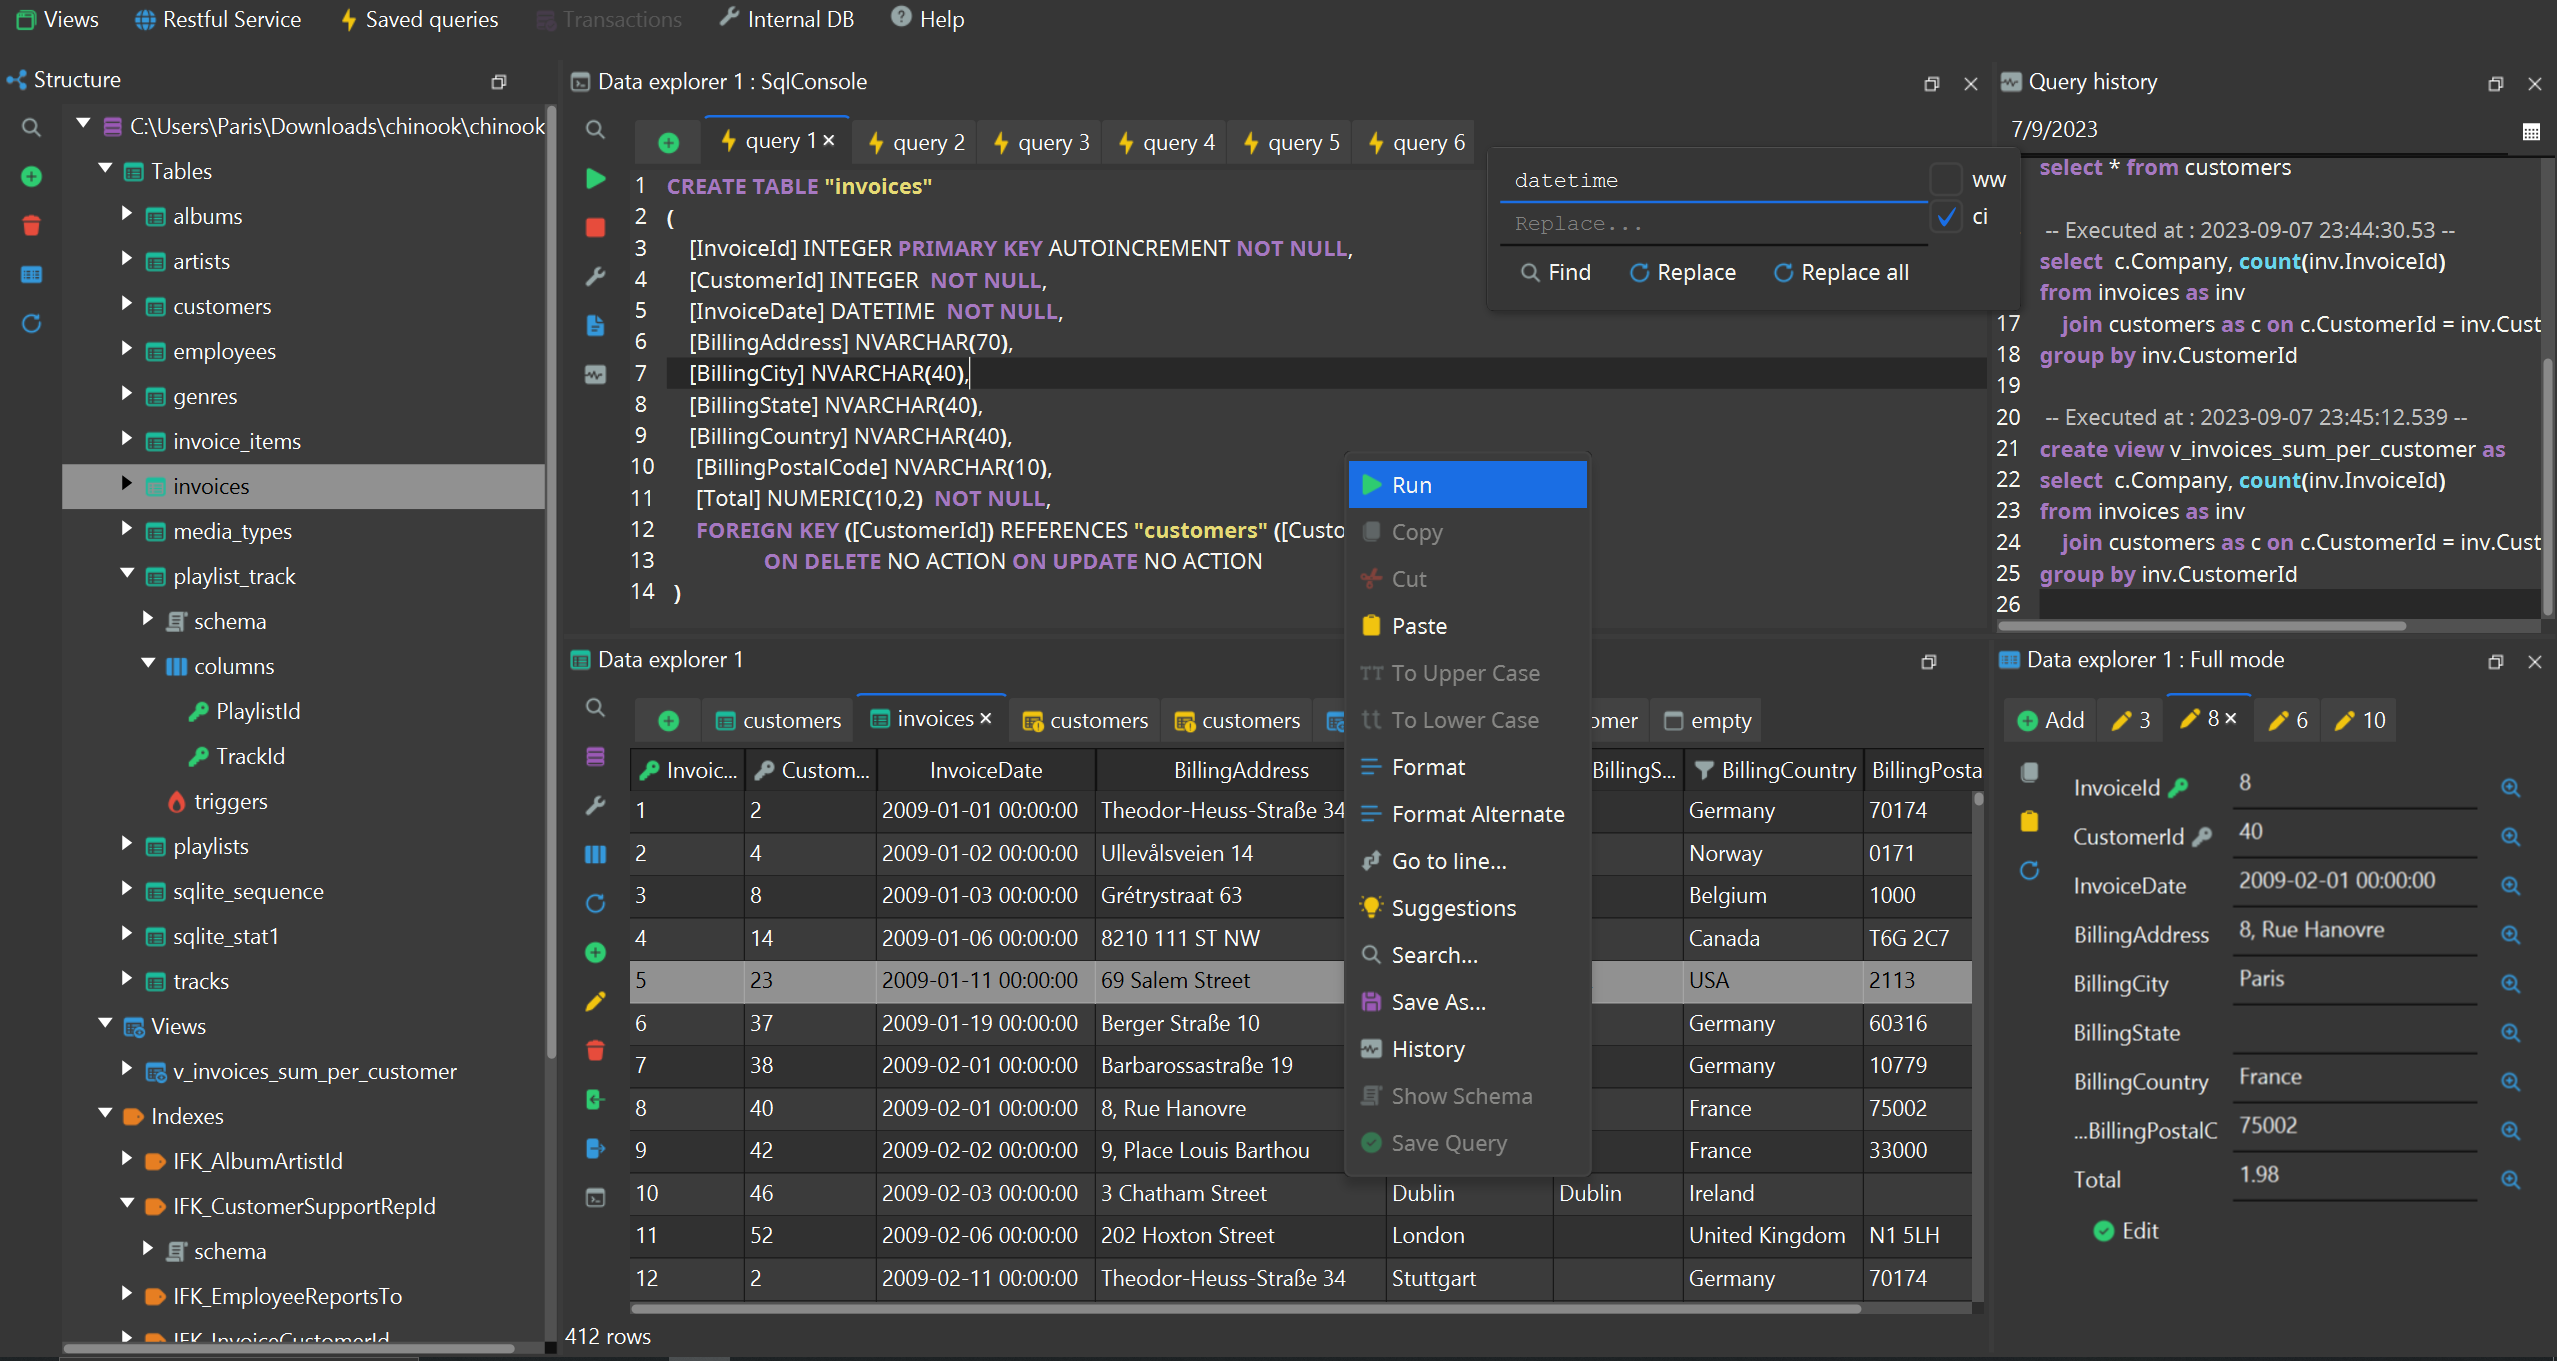 Views Restful Service Saved queries Transactions Internal DB Help
Structure
C:\Users\Paris\Downloads\chinook\chinook
Tables
albums
artists
customers
employees
genres
invoice_items
invoices
media_types
playlist_track
schema
columns
PlaylistId
TrackId
triggers
playlists
sqlite_sequence
sqlite_stat1
tracks
Views
v_invoices_sum_per_customer
Indexes
IFK_AlbumArtistId
IFK_CustomerSupportRepId
schema
IFK_EmployeeReportsTo
IFK_InvoiceCustomerId
Data explorer 1 : SqlConsole
query 1 query 2 query 3 query 4 query 5 query 6
1 CREATE TABLE "invoices"
2 (
3 [InvoiceId] INTEGER PRIMARY KEY AUTOINCREMENT NOT NULL,
4 [CustomerId] INTEGER  NOT NULL,
5 [InvoiceDate] DATETIME  NOT NULL,
6 [BillingAddress] NVARCHAR(70),
7 [BillingCity] NVARCHAR(40),
8 [BillingState] NVARCHAR(40),
9 [BillingCountry] NVARCHAR(40),
10 [BillingPostalCode] NVARCHAR(10),
11 [Total] NUMERIC(10,2)  NOT NULL,
12 FOREIGN KEY ([CustomerId]) REFERENCES "customers" ([Custo
13 ON DELETE NO ACTION ON UPDATE NO ACTION
14 )
datetime ww
Replace... ci
Find Replace Replace all
Run
Copy
Cut
Paste
To Upper Case
To Lower Case
Format
Format Alternate
Go to line...
Suggestions
Search...
Save As...
History
Show Schema
Save Query
Query history
7/9/2023
select * from customers
-- Executed at : 2023-09-07 23:44:30.53 --
select  c.Company, count(inv.InvoiceId)
from invoices as inv
17 join customers as c on c.CustomerId = inv.Cust
18 group by inv.CustomerId
19
20 -- Executed at : 2023-09-07 23:45:12.539 --
21 create view v_invoices_sum_per_customer as
22 select  c.Company, count(inv.InvoiceId)
23 from invoices as inv
24 join customers as c on c.CustomerId = inv.Cust
25 group by inv.CustomerId
26
Data explorer 1
customers invoices customers customers omer empty
Invoic... Custom... InvoiceDate BillingAddress BillingS... BillingCountry BillingPosta
1 2 2009-01-01 00:00:00 Theodor-Heuss-Straße 34 Germany 70174
2 4 2009-01-02 00:00:00 Ullevålsveien 14 Norway 0171
3 8 2009-01-03 00:00:00 Grétrystraat 63 Belgium 1000
4 14 2009-01-06 00:00:00 8210 111 ST NW Canada T6G 2C7
5 23 2009-01-11 00:00:00 69 Salem Street USA 2113
6 37 2009-01-19 00:00:00 Berger Straße 10 Germany 60316
7 38 2009-02-01 00:00:00 Barbarossastraße 19 Germany 10779
8 40 2009-02-01 00:00:00 8, Rue Hanovre France 75002
9 42 2009-02-02 00:00:00 9, Place Louis Barthou France 33000
10 46 2009-02-03 00:00:00 3 Chatham Street Dublin Dublin Ireland
11 52 2009-02-06 00:00:00 202 Hoxton Street London United Kingdom N1 5LH
12 2 2009-02-11 00:00:00 Theodor-Heuss-Straße 34 Stuttgart Germany 70174
412 rows
Data explorer 1 : Full mode
Add 3 8 6 10
InvoiceId 8
CustomerId 40
InvoiceDate 2009-02-01 00:00:00
BillingAddress 8, Rue Hanovre
BillingCity Paris
BillingState
BillingCountry France
...BillingPostalC 75002
Total 1.98
Edit